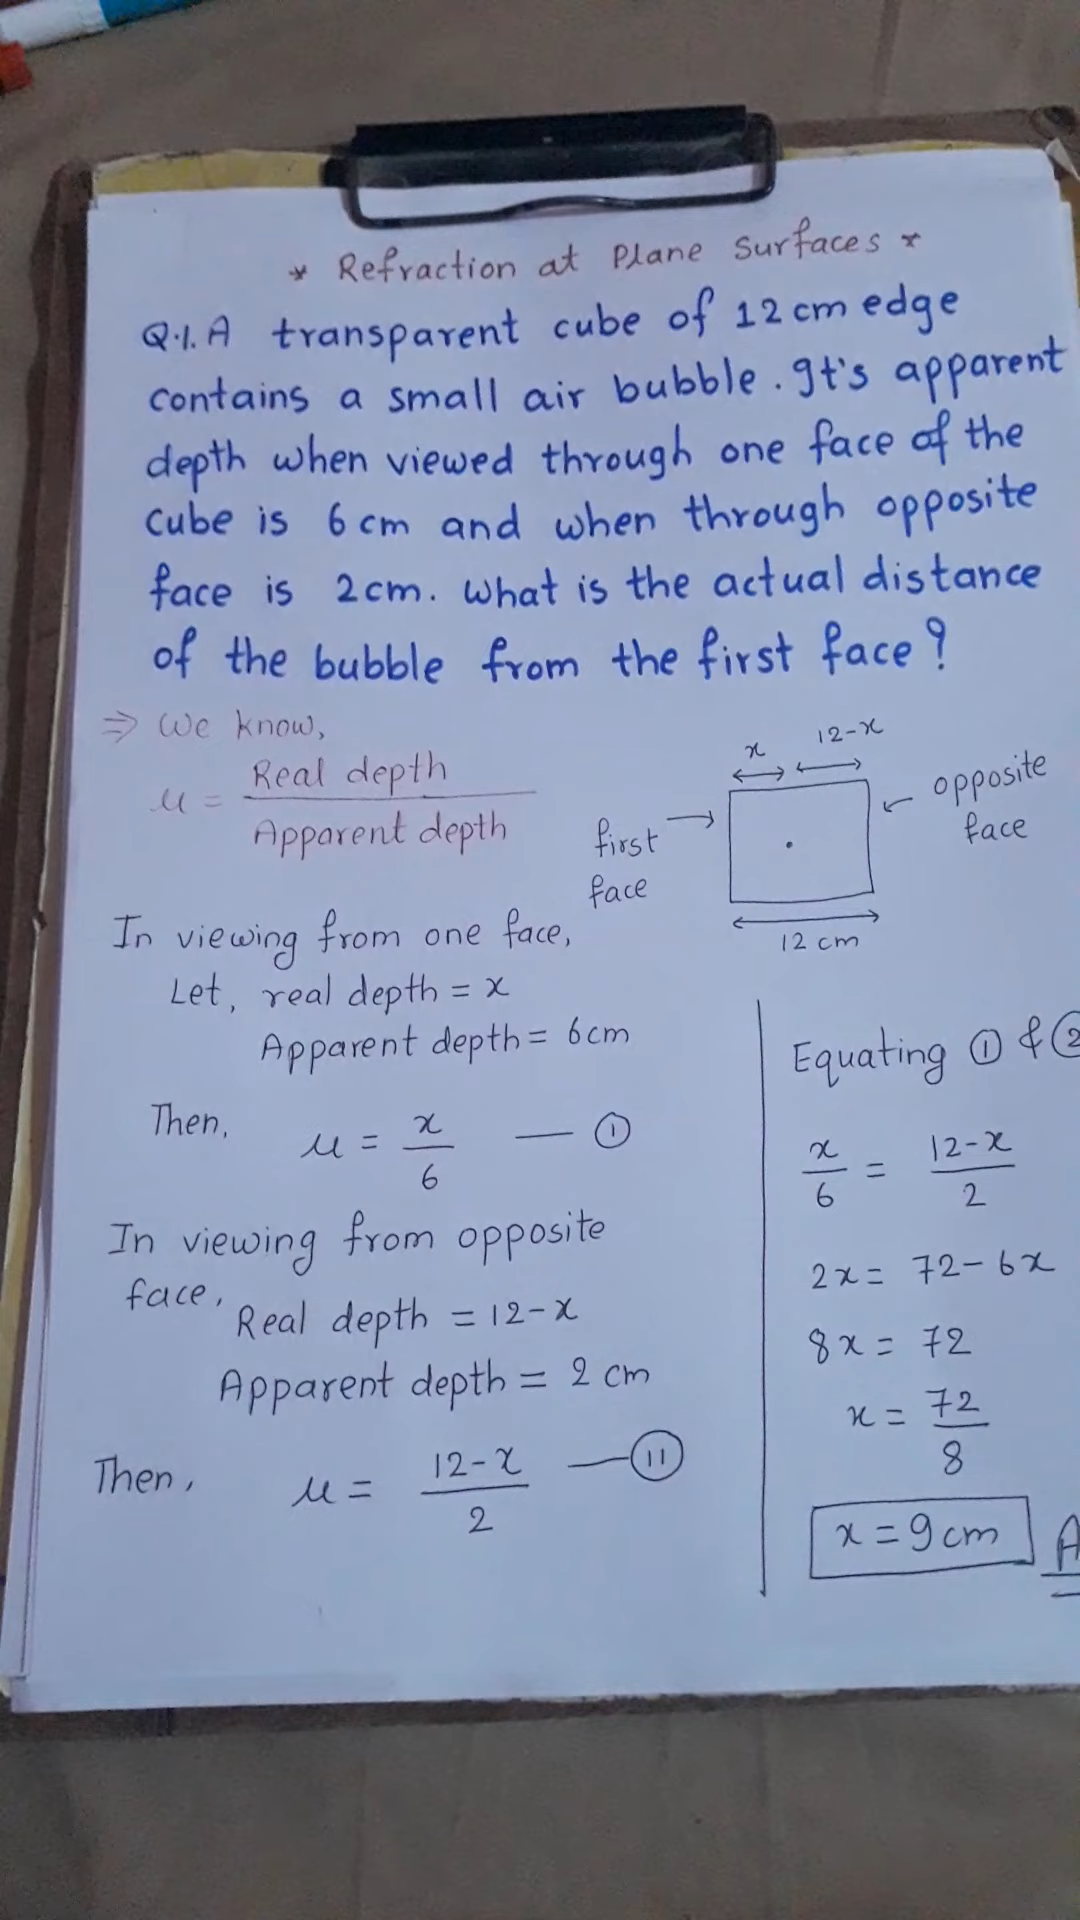 * Refraction at Plane Surfaces *
Q.1. A transparent cube of 12 cm edge
contains a small air bubble. It's apparent
depth when viewed through one face of the
cube is 6 cm and when through opposite
face is 2cm. What is the actual distance
of the bubble from the first face?
⇒ We know,
μ = Real depth / Apparent depth
x 12-x
first face
opposite face
12 cm
In viewing from one face,
Let, real depth = x
Apparent depth = 6cm
Then, μ = x/6 — ①
In viewing from opposite
face,
Real depth = 12-x
Apparent depth = 2 cm
Then, μ = 12-x / 2 — ⑪
Equating ① & ②
x/6 = 12-x / 2
2x = 72-6x
8x = 72
x = 72/8
x = 9 cm A